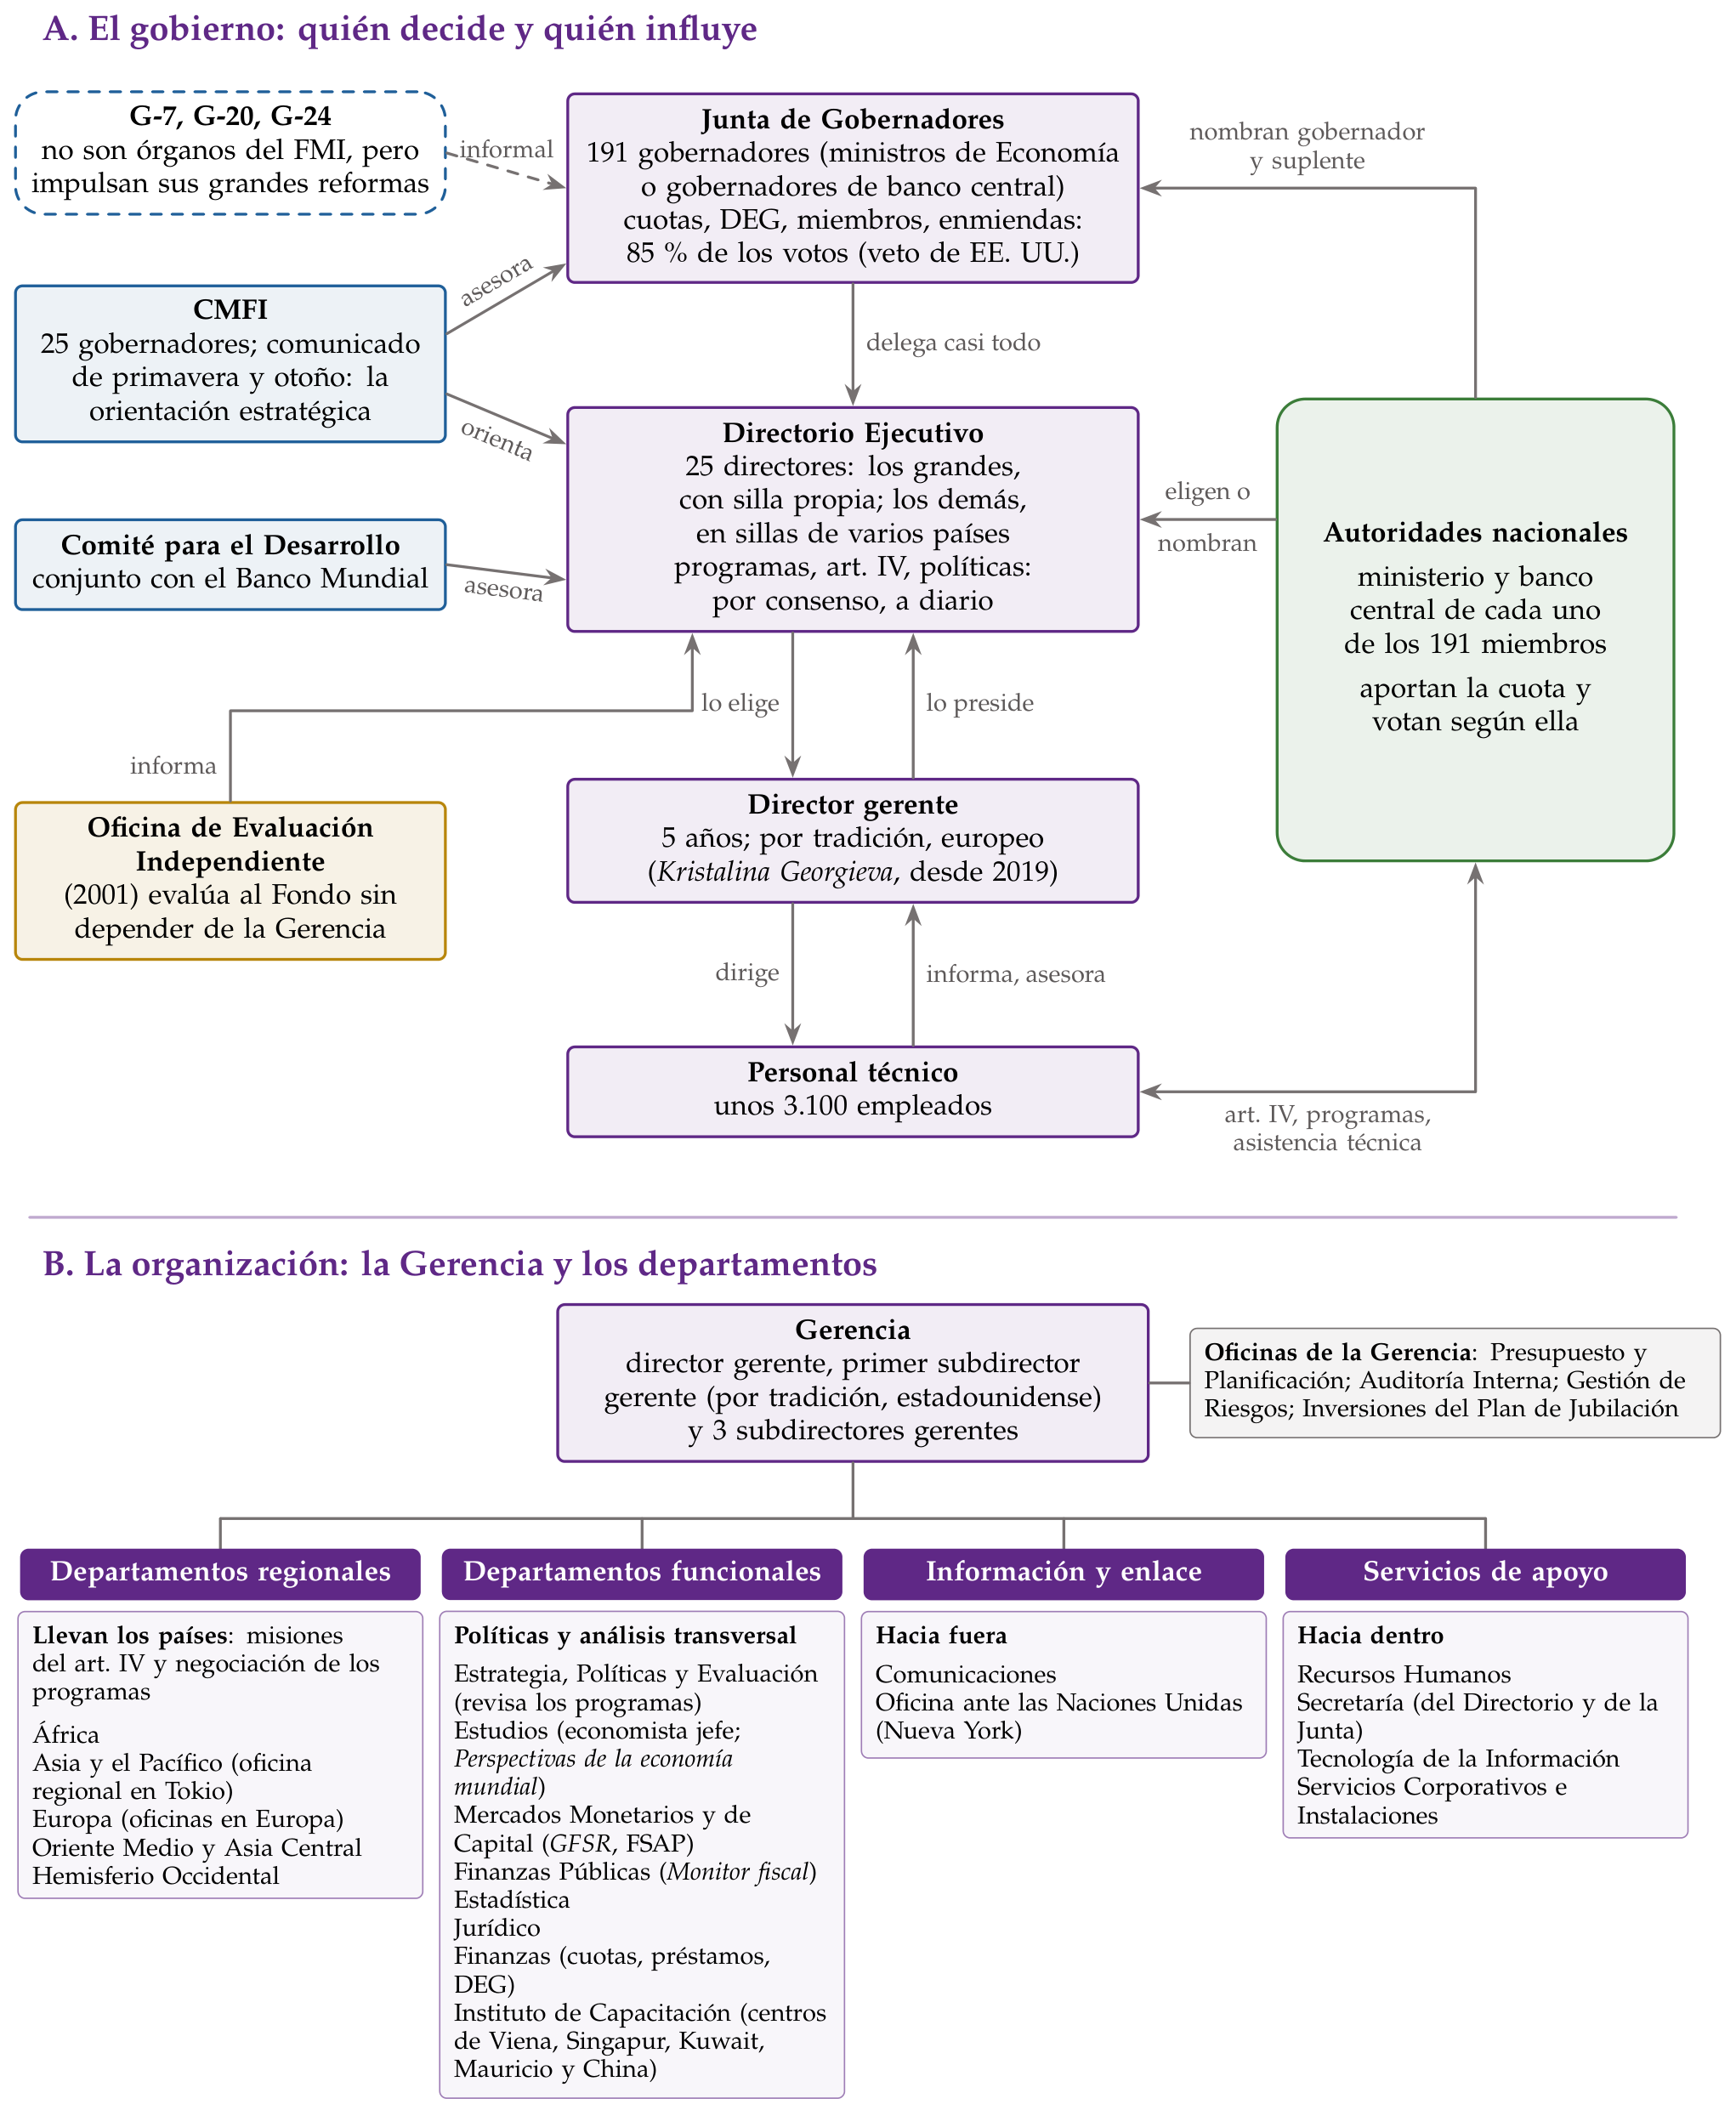 A. El gobierno: quién decide y quién influye
G-7, G-20, G-24
no son órganos del FMI, pero
impulsan sus grandes reformas
informal
Junta de Gobernadores
191 gobernadores (ministros de Economía
o gobernadores de banco central)
cuotas, DEG, miembros, enmiendas:
85 % de los votos (veto de EE. UU.)
nombran gobernador
y suplente
CMFI
25 gobernadores; comunicado
de primavera y otoño: la
orientación estratégica
asesora
orienta
delega casi todo
Directorio Ejecutivo
25 directores: los grandes,
con silla propia; los demás,
en sillas de varios países
programas, art. IV, políticas:
por consenso, a diario
eligen o
nombran
Autoridades nacionales
ministerio y banco
central de cada uno
de los 191 miembros
aportan la cuota y
votan según ella
Comité para el Desarrollo
conjunto con el Banco Mundial
asesora
lo elige
lo preside
informa
Oficina de Evaluación
Independiente
(2001) evalúa al Fondo sin
depender de la Gerencia
Director gerente
5 años; por tradición, europeo
(Kristalina Georgieva, desde 2019)
dirige
informa, asesora
Personal técnico
unos 3.100 empleados
art. IV, programas,
asistencia técnica
B. La organización: la Gerencia y los departamentos
Gerencia
director gerente, primer subdirector
gerente (por tradición, estadounidense)
y 3 subdirectores gerentes
Oficinas de la Gerencia: Presupuesto y
Planificación; Auditoría Interna; Gestión de
Riesgos; Inversiones del Plan de Jubilación
Departamentos regionales
Llevan los países: misiones
del art. IV y negociación de los
programas
África
Asia y el Pacífico (oficina
regional en Tokio)
Europa (oficinas en Europa)
Oriente Medio y Asia Central
Hemisferio Occidental
Departamentos funcionales
Políticas y análisis transversal
Estrategia, Políticas y Evaluación
(revisa los programas)
Estudios (economista jefe;
Perspectivas de la economía
mundial)
Mercados Monetarios y de
Capital (GFSR, FSAP)
Finanzas Públicas (Monitor fiscal)
Estadística
Jurídico
Finanzas (cuotas, préstamos,
DEG)
Instituto de Capacitación (centros
de Viena, Singapur, Kuwait,
Mauricio y China)
Información y enlace
Hacia fuera
Comunicaciones
Oficina ante las Naciones Unidas
(Nueva York)
Servicios de apoyo
Hacia dentro
Recursos Humanos
Secretaría (del Directorio y de la
Junta)
Tecnología de la Información
Servicios Corporativos e
Instalaciones